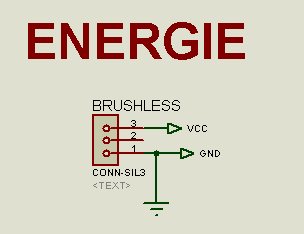 ENERGIE
BRUSHLESS
3
VCC
2
1
GND
CONN-SIL3
<TEXT>